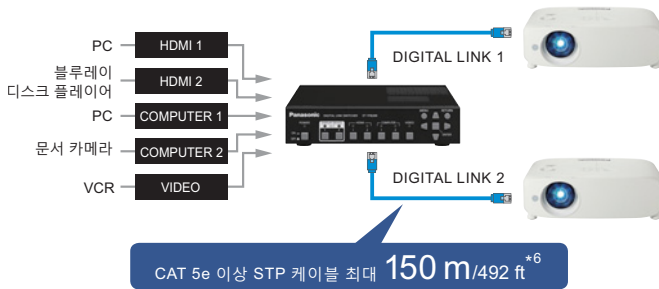 PC HDMI 1
DIGITAL LINK 1
블루레이
디스크 플레이어 HDMI 2
PC COMPUTER 1
Panasonic
문서 카메라 COMPUTER 2
VCR VIDEO
DIGITAL LINK 2
CAT 5e 이상 STP 케이블 최대 150 m/492 ft*6